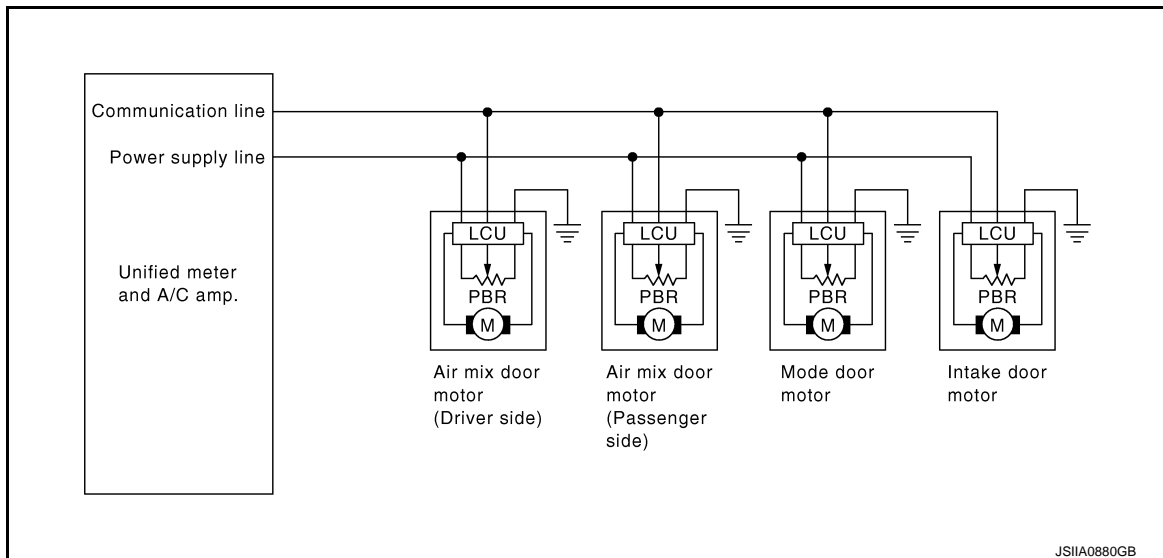 Communication line
Power supply line
Unified meter
and A/C amp.
LCU
PBR
M
Air mix door
motor
(Driver side)
LCU
PBR
M
Air mix door
motor
(Passenger
side)
LCU
PBR
M
Mode door
motor
LCU
PBR
M
Intake door
motor
JSIIA0880GB